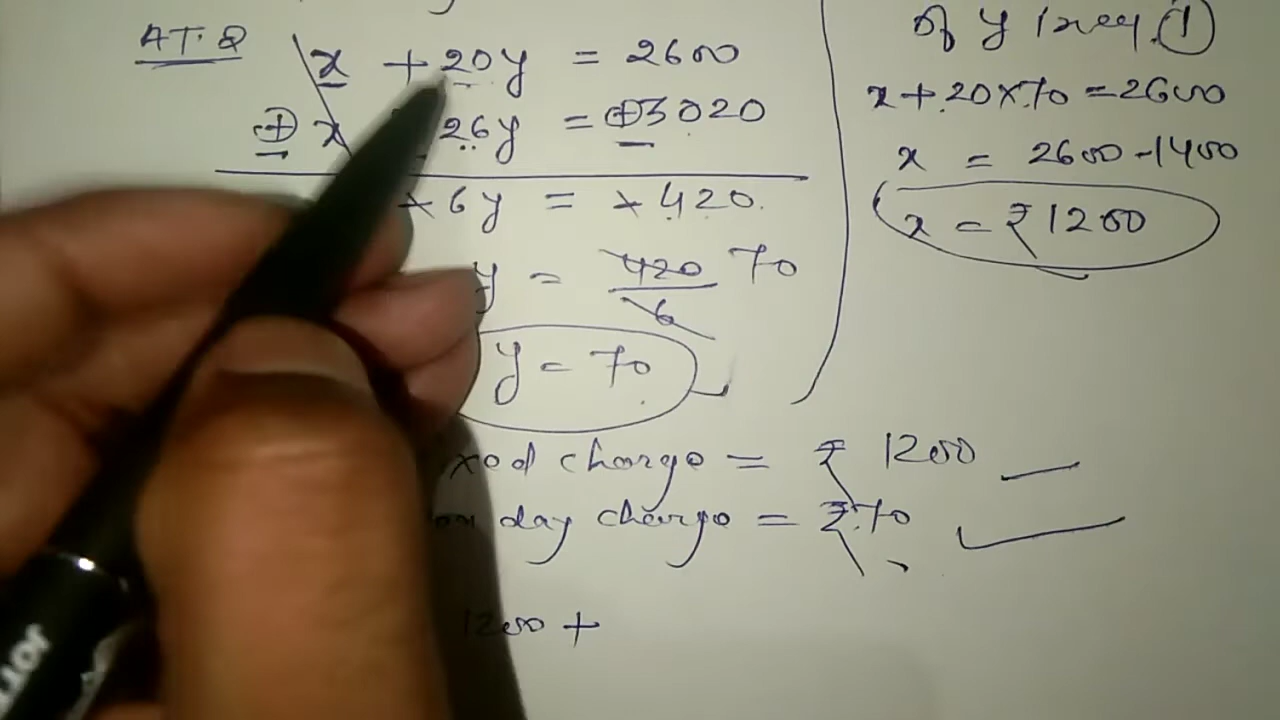 A.T.Q
x + 20y = 2600
x 26y = 3020
6y = 420
y = 420/6 70
y = 70
of y in eq. (1)
x + 20 × 70 = 2600
x = 2600 - 1400
x = ₹1200
charge = ₹ 1200
day charge = ₹ 70
1200 +